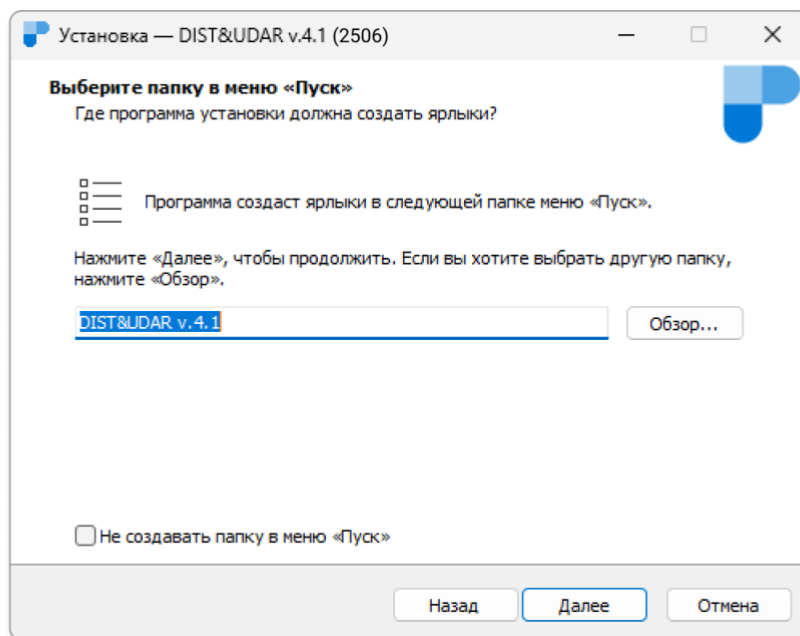 Установка — DIST&UDAR v.4.1 (2506)
Выберите папку в меню «Пуск»
Где программа установки должна создать ярлыки?
Программа создаст ярлыки в следующей папке меню «Пуск».
Нажмите «Далее», чтобы продолжить. Если вы хотите выбрать другую папку,
нажмите «Обзор».
DIST&UDAR v.4.1
Обзор...
Не создавать папку в меню «Пуск»
Назад
Далее
Отмена